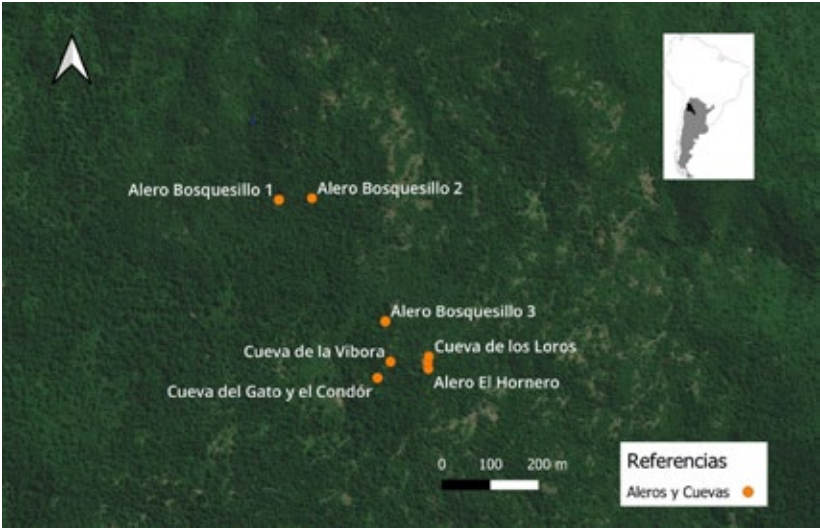 Alero Bosquesillo 1
Alero Bosquesillo 2
Alero Bosquesillo 3
Cueva de la Vibora
Cueva de los Loros
Cueva del Gato y el Condór
Alero El Hornero
0 100 200 m
Referencias
Aleros y Cuevas